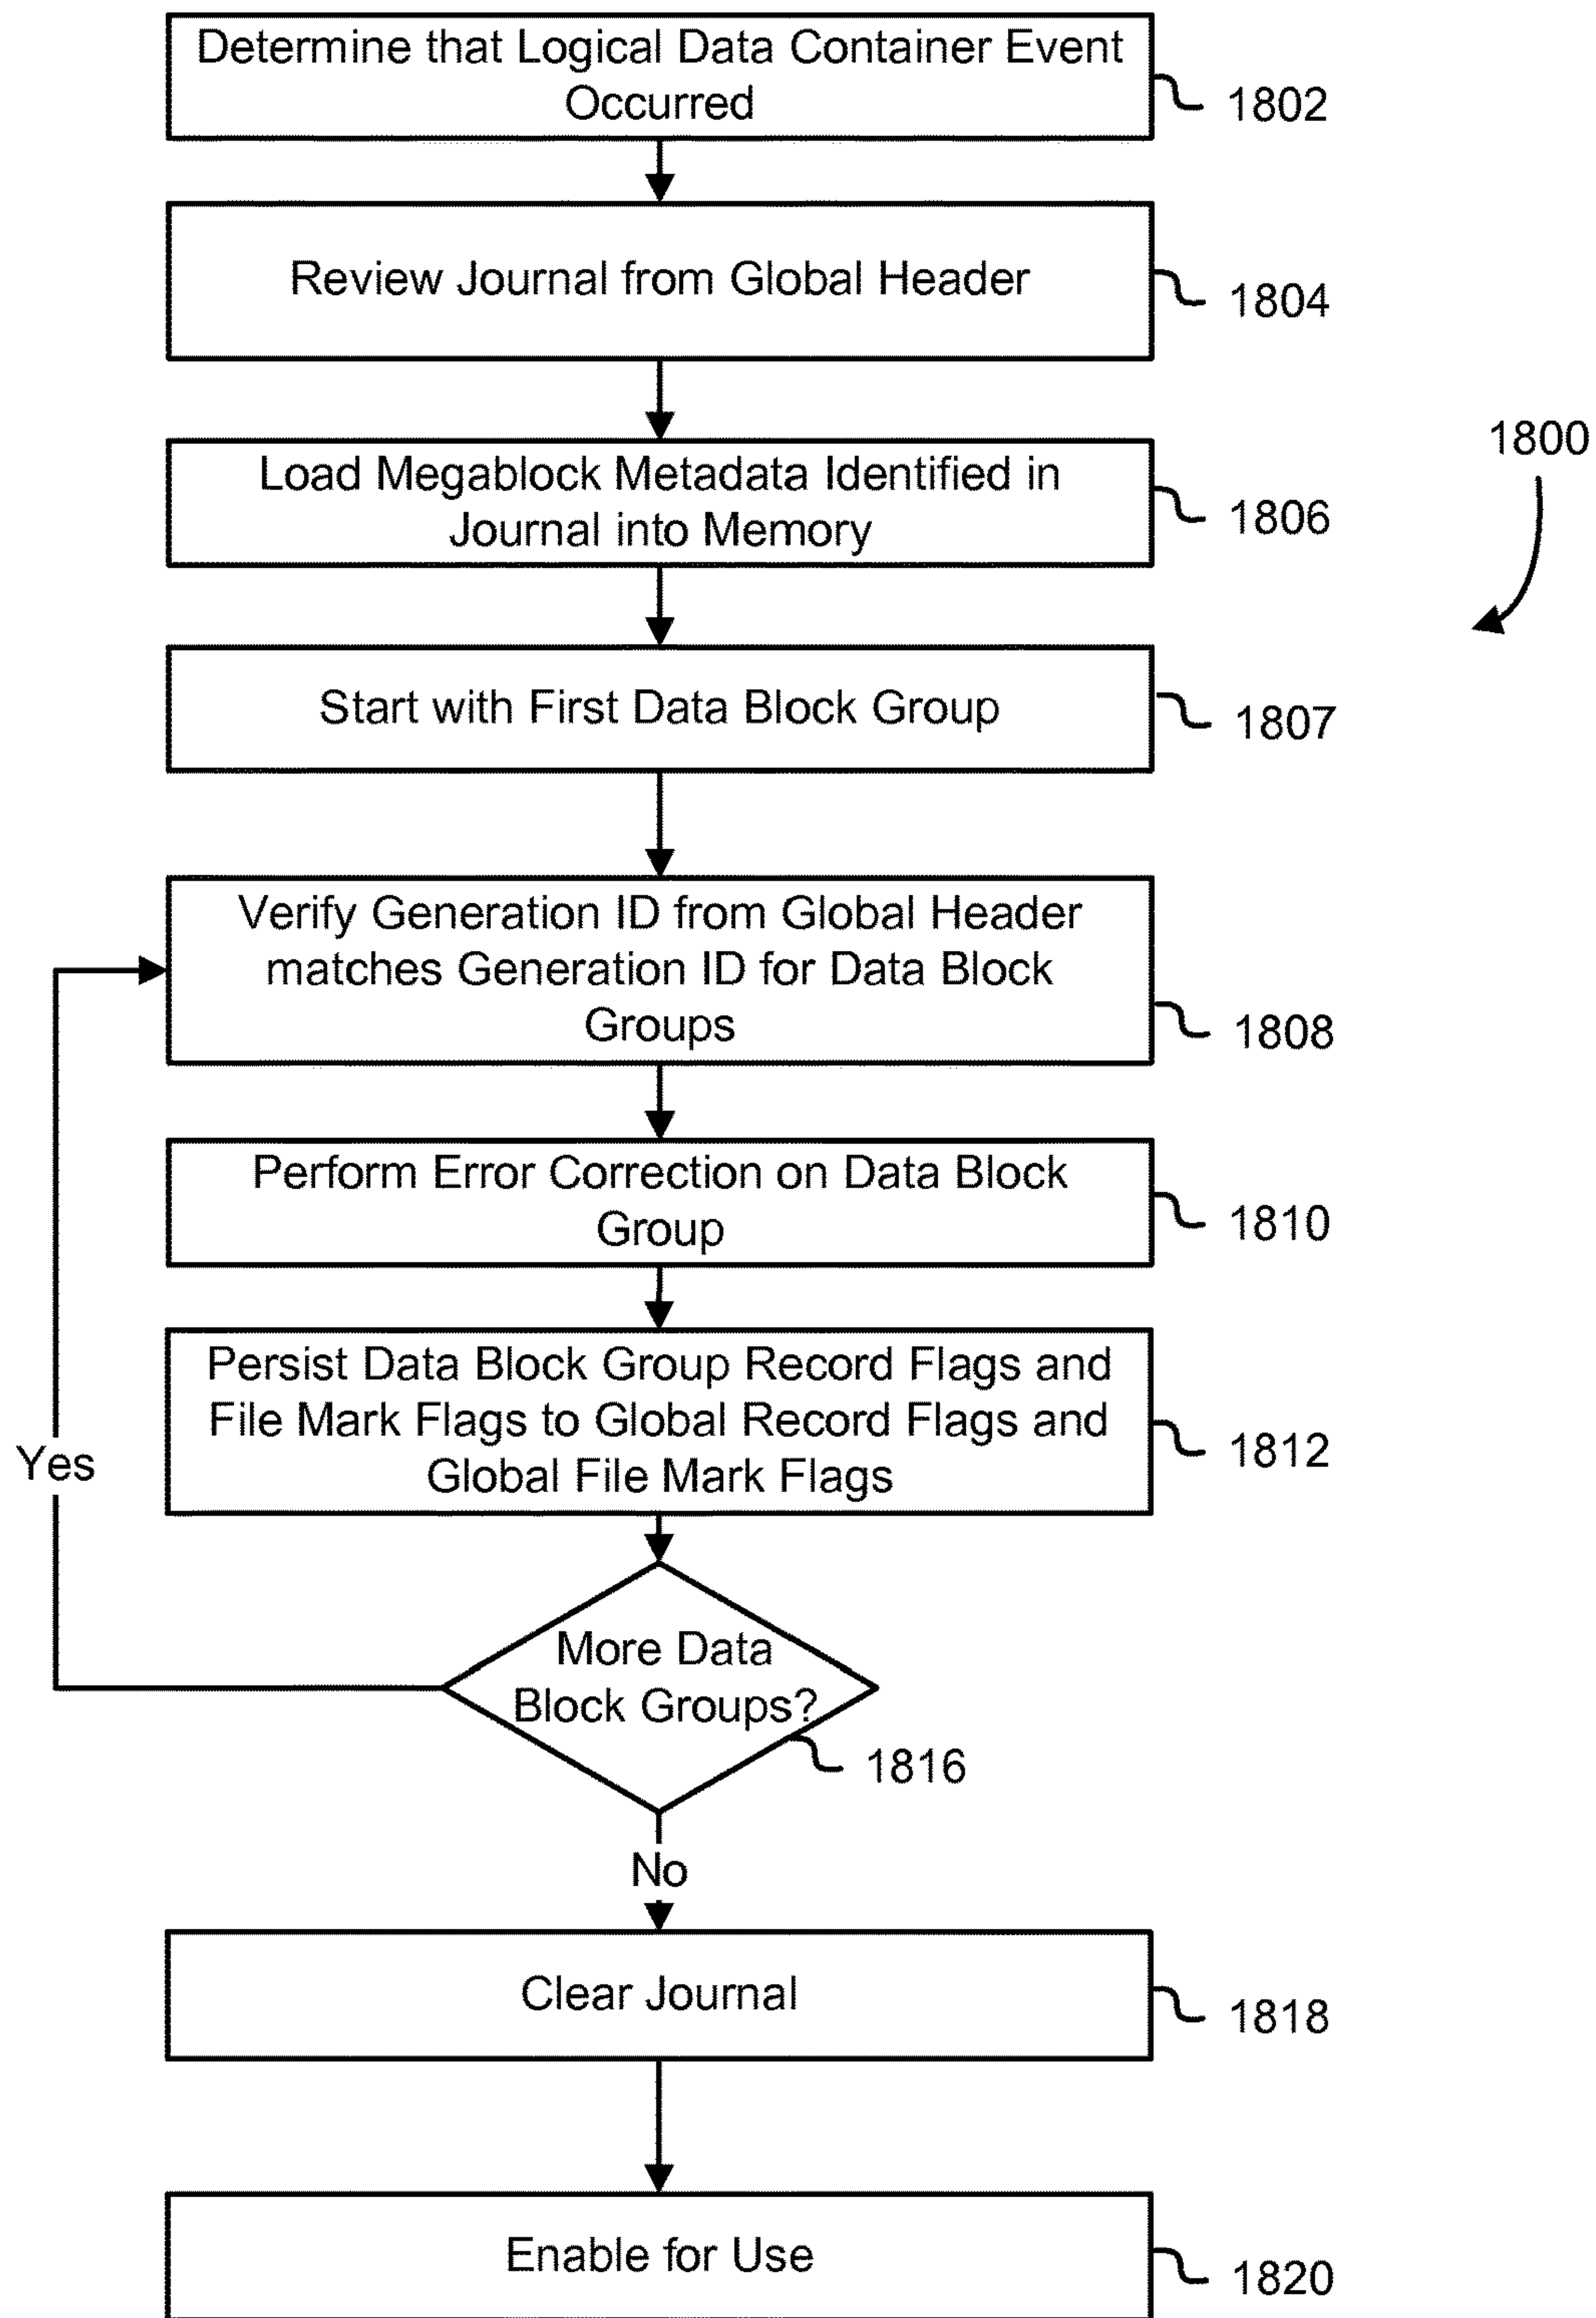 Determine that Logical Data Container Event
Occurred
1802
Review Journal from Global Header
1804
1800
Load Megablock Metadata Identified in
Journal into Memory
1806
Start with First Data Block Group
1807
Verify Generation ID from Global Header
matches Generation ID for Data Block
Groups
1808
Perform Error Correction on Data Block
Group
1810
Persist Data Block Group Record Flags and
File Mark Flags to Global Record Flags and
Global File Mark Flags
1812
Yes
More Data
Block Groups?
1816
No
Clear Journal
1818
Enable for Use
1820